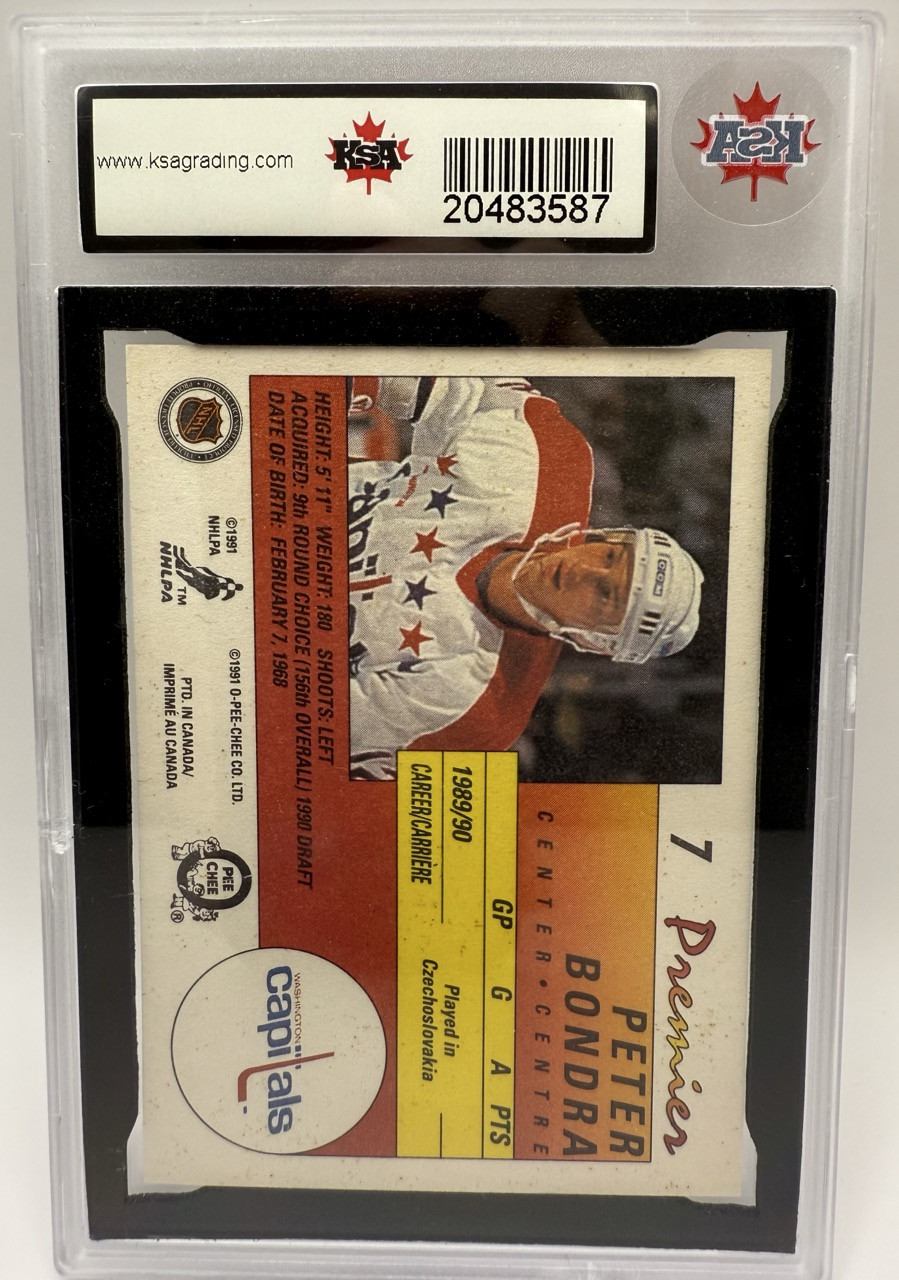 www.ksagrading.com
KSA
20483587
KSA
7
Premier
PETER
BONDRA
CENTER•CENTRE
GP G A PTS
1989/90 Played in
CAREER/CARRIÈRE Czechoslovakia
CCM
HEIGHT: 5' 11" WEIGHT: 180 SHOOTS: LEFT
ACQUIRED: 9th ROUND CHOICE (156th OVERALL) 1990 DRAFT
DATE OF BIRTH: FEBRUARY 7, 1968
WASHINGTON
capitals
NHL
©1991
NHLPA
NHLPA
TM
©1991 O-PEE-CHEE CO. LTD.
PTD. IN CANADA/
IMPRIMÉ AU CANADA
O
PEE
CHEE
®